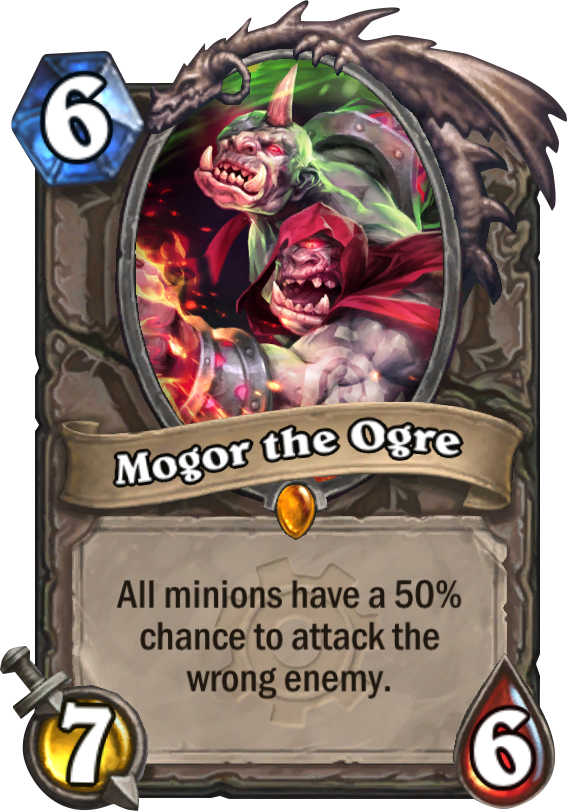 6
Mogor the Ogre
All minions have a 50%
chance to attack the
wrong enemy.
7
6